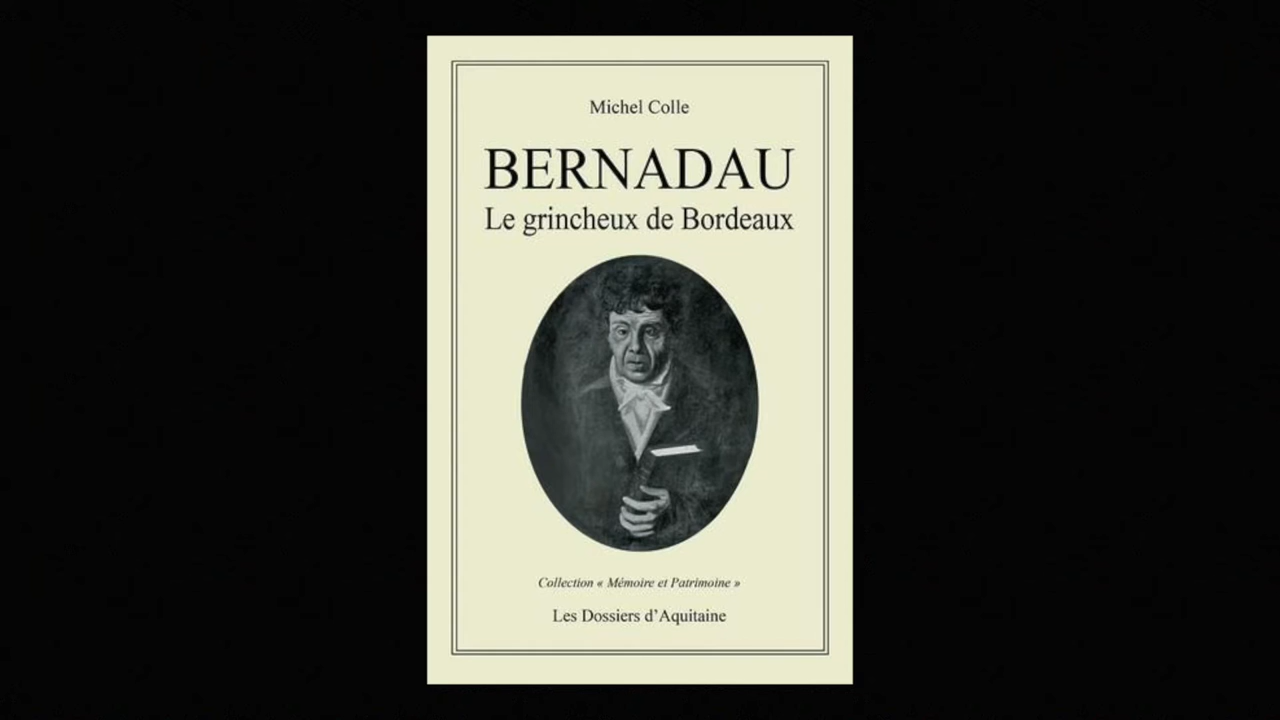 Michel Colle
BERNADAU
Le grincheux de Bordeaux
Collection « Mémoire et Patrimoine »
Les Dossiers d'Aquitaine